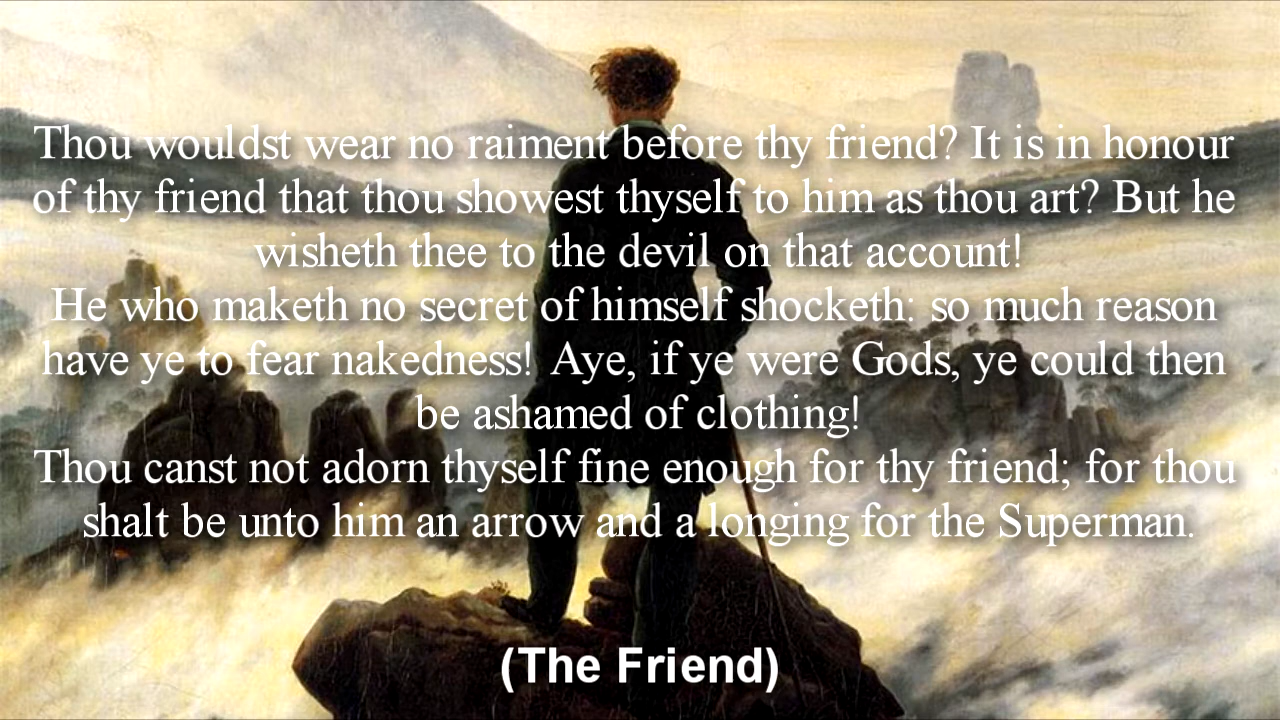 Thou wouldst wear no raiment before thy friend? It is in honour
of thy friend that thou showest thyself to him as thou art? But he
wisheth thee to the devil on that account!
He who maketh no secret of himself shocketh: so much reason
have ye to fear nakedness! Aye, if ye were Gods, ye could then
be ashamed of clothing!
Thou canst not adorn thyself fine enough for thy friend; for thou
shalt be unto him an arrow and a longing for the Superman.
(The Friend)